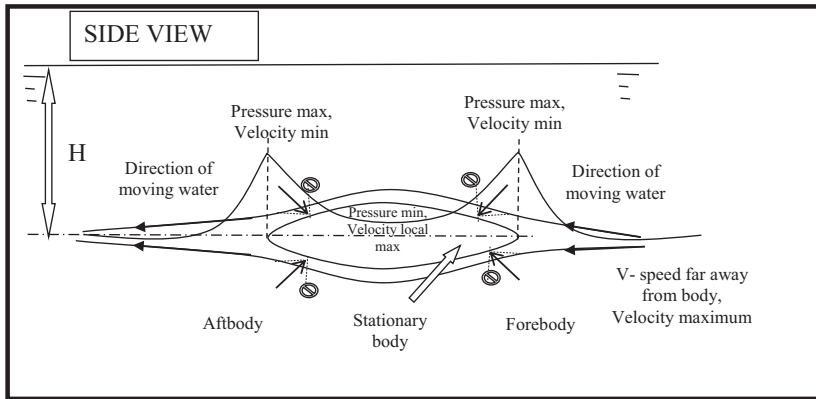 SIDE VIEW
Pressure max,
Velocity min
Pressure max,
Velocity min
H
Direction of
moving water
Direction of
moving water
Pressure min,
Velocity local
max
V- speed far away
from body,
Velocity maximum
Aftbody
Stationary
body
Forebody